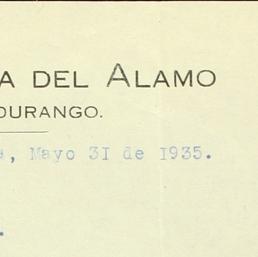 A DEL ALAMO
DURANGO.
, Mayo 31 de 1935.